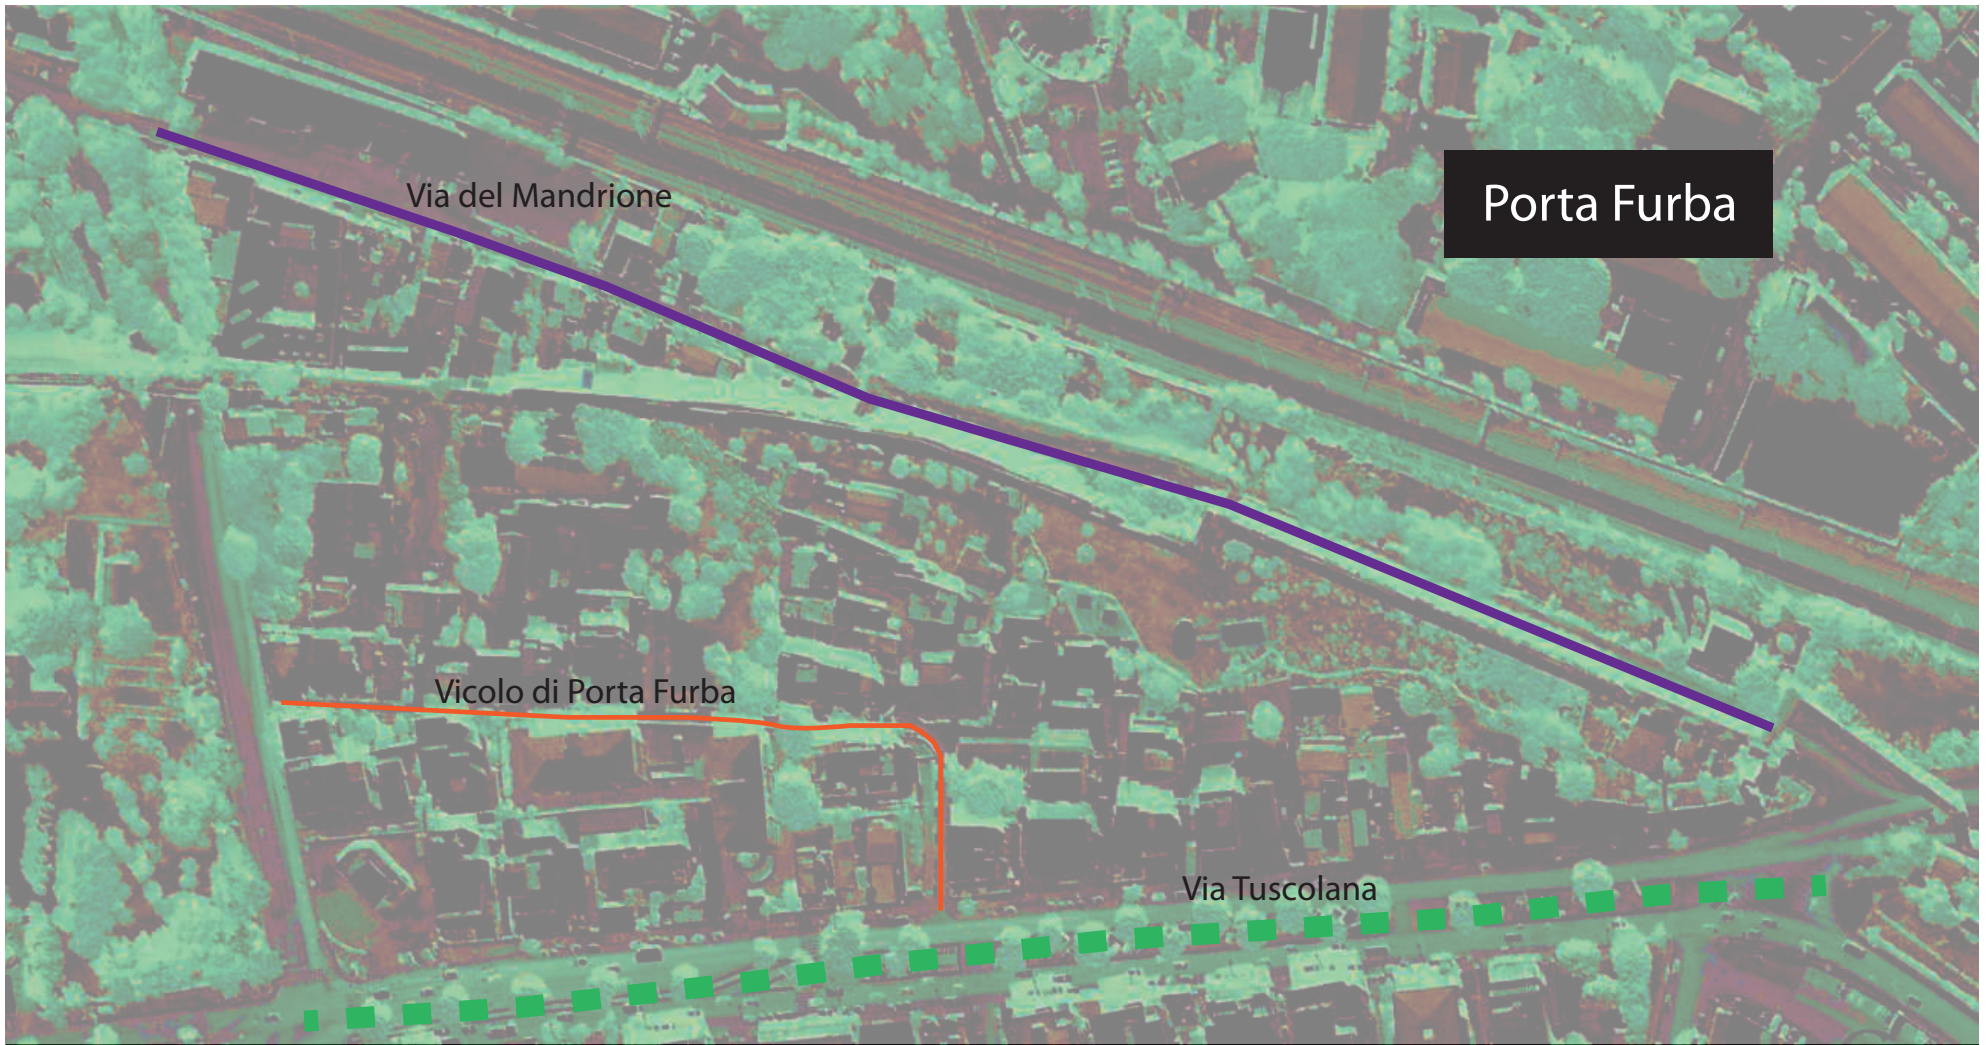 Via del Mandrione
Porta Furba
Vicolo di Porta Furba
Via Tuscolana